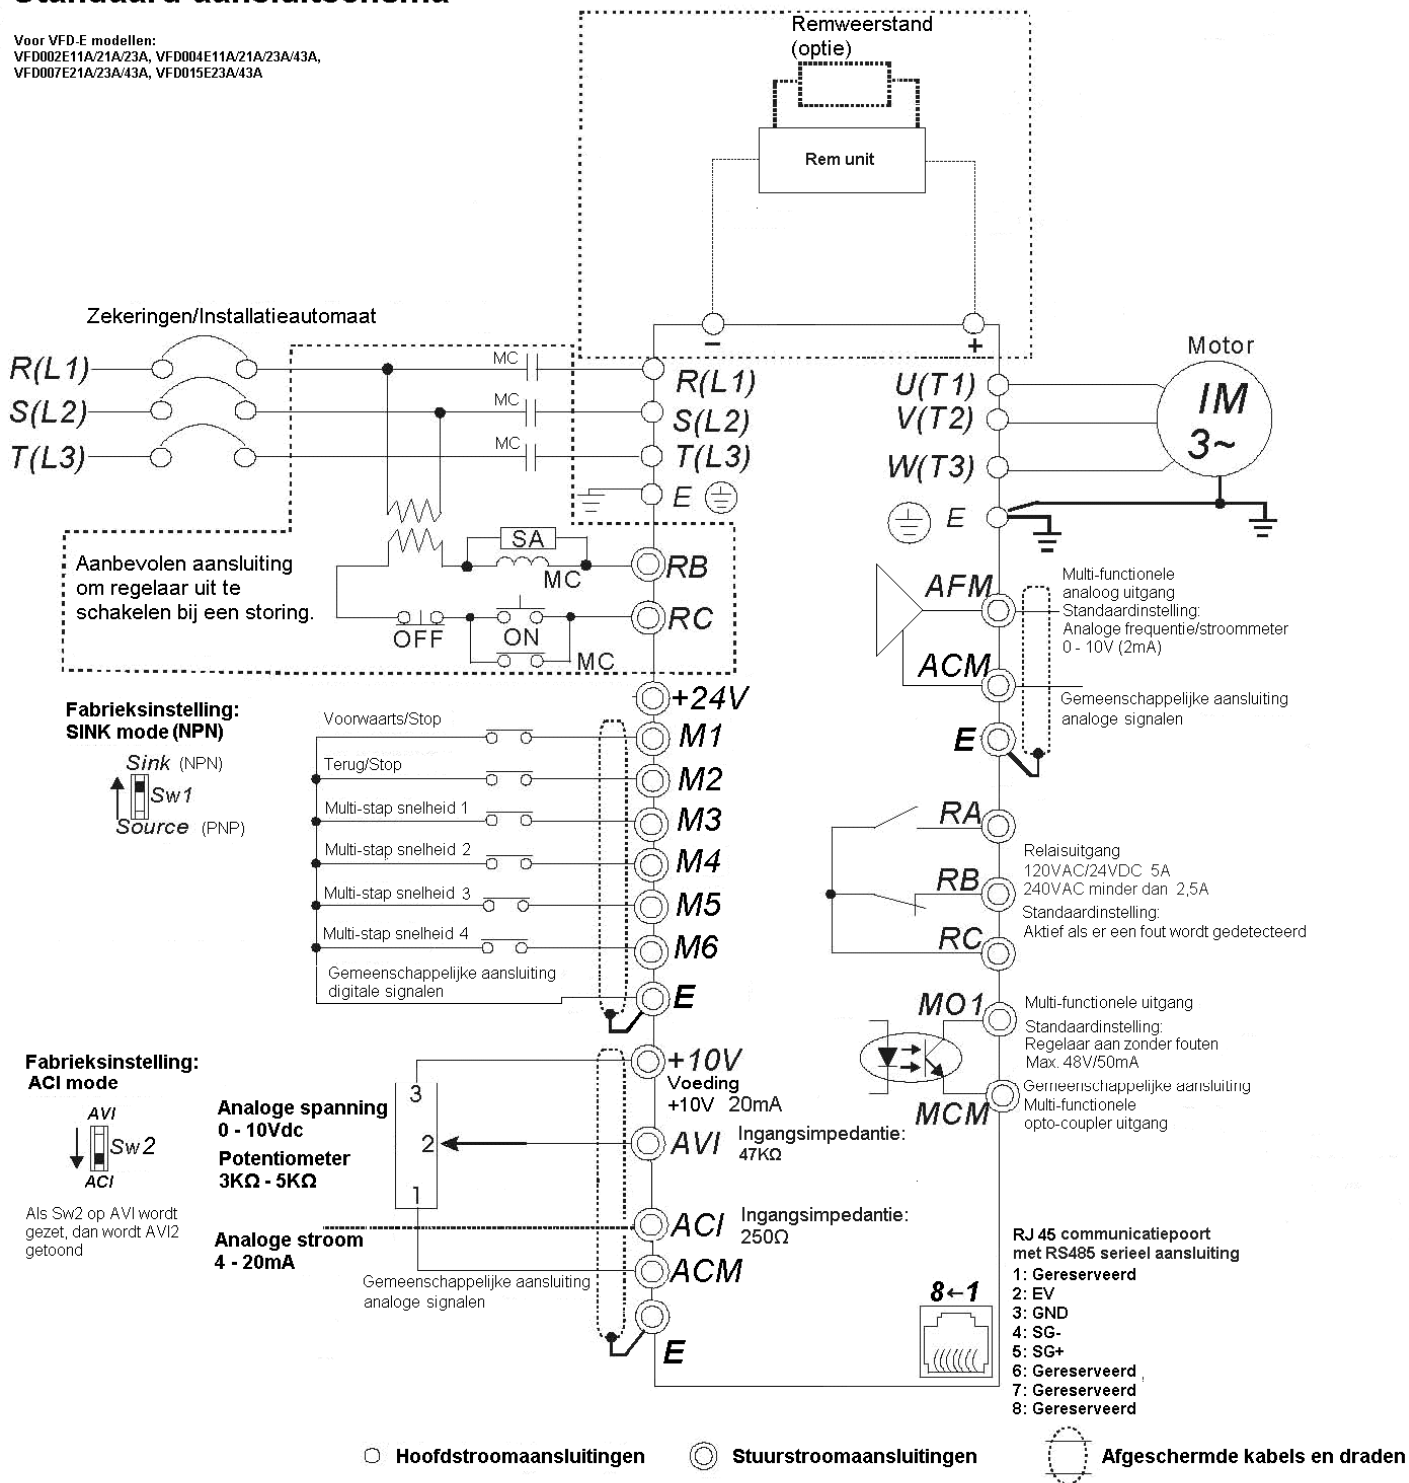 Standaard aansluitschema
Voor VFD-E modellen:
VFD002E11A/21A/23A, VFD004E11A/21A/23A/43A,
VFD007E21A/23A/43A, VFD015E23A/43A
Remweerstand
(optie)
Rem unit
Zekeringen/Installatieautomaat
–
+
R(L1)
MC
R(L1)
S(L2)
MC
S(L2)
T(L3)
MC
T(L3)
E
U(T1)
V(T2)
W(T3)
E
Motor
IM
3~
Aanbevolen aansluiting
om regelaar uit te
schakelen bij een storing.
SA
MC
RB
OFF
ON
RC
MC
AFM
Multi-functionele
analoog uitgang
Standaardinstelling:
Analoge frequentie/stroommeter
0 - 10V (2mA)
ACM
Gemeenschappelijke aansluiting
analoge signalen
E
Fabrieksinstelling:
SINK mode (NPN)
Sink (NPN)
Sw1
Source (PNP)
+24V
Voorwaarts/Stop
M1
Terug/Stop
M2
Multi-stap snelheid 1
M3
Multi-stap snelheid 2
M4
Multi-stap snelheid 3
M5
Multi-stap snelheid 4
M6
Gemeenschappelijke aansluiting
digitale signalen
E
RA
RB
RC
Relaisuitgang
120VAC/24VDC 5A
240VAC minder dan 2,5A
Standaardinstelling:
Aktief als er een fout wordt gedetecteerd
MO1
Multi-functionele uitgang
Standaardinstelling:
Regelaar aan zonder fouten
Max. 48V/50mA
MCM
Gemeenschappelijke aansluiting
Multi-functionele
opto-coupler uitgang
Fabrieksinstelling:
ACI mode
AVI
Sw2
ACI
Als Sw2 op AVI wordt
gezet, dan wordt AVI2
getoond
Analoge spanning
0 - 10Vdc
Potentiometer
3KΩ - 5KΩ
3
2
1
+10V
Voeding
+10V 20mA
AVI
Ingangsimpedantie:
47KΩ
Analoge stroom
4 - 20mA
ACI
Ingangsimpedantie:
250Ω
ACM
Gemeenschappelijke aansluiting
analoge signalen
E
8←1
RJ 45 communicatiepoort
met RS485 serieel aansluiting
1: Gereserveerd
2: EV
3: GND
4: SG-
5: SG+
6: Gereserveerd
7: Gereserveerd
8: Gereserveerd
Hoofdstroomaansluitingen
Stuurstroomaansluitingen
Afgeschermde kabels en draden